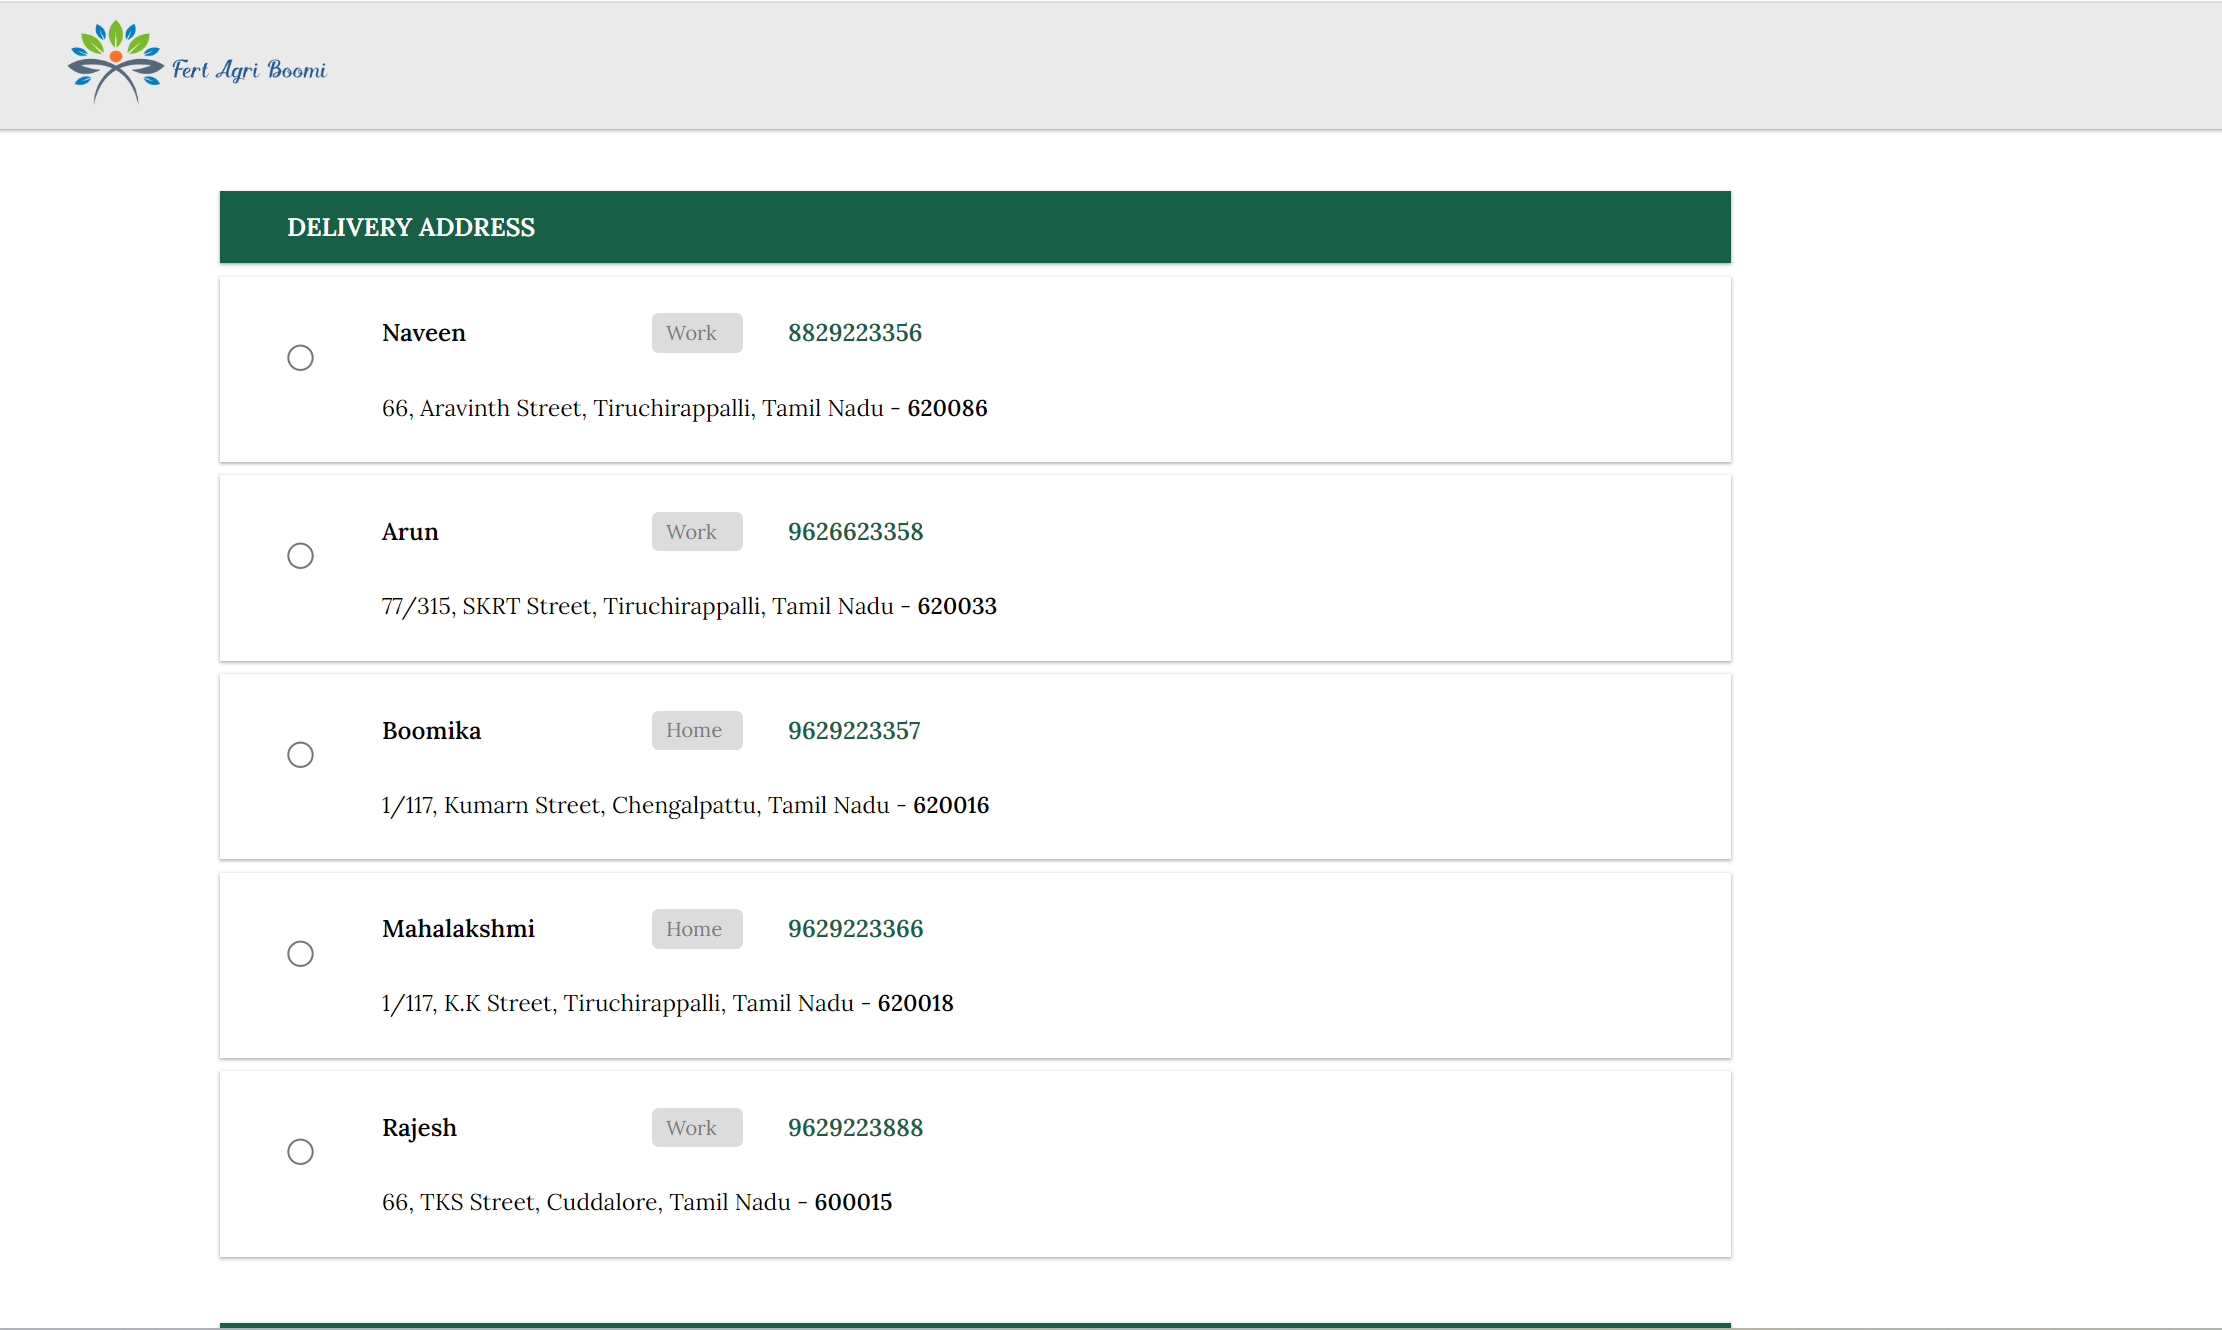 Fert Agri Boomi
DELIVERY ADDRESS
Naveen Work 8829223356
66, Aravinth Street, Tiruchirappalli, Tamil Nadu - 620086
Arun Work 9626623358
77/315, SKRT Street, Tiruchirappalli, Tamil Nadu - 620033
Boomika Home 9629223357
1/117, Kumarn Street, Chengalpattu, Tamil Nadu - 620016
Mahalakshmi Home 9629223366
1/117, K.K Street, Tiruchirappalli, Tamil Nadu - 620018
Rajesh Work 9629223888
66, TKS Street, Cuddalore, Tamil Nadu - 600015